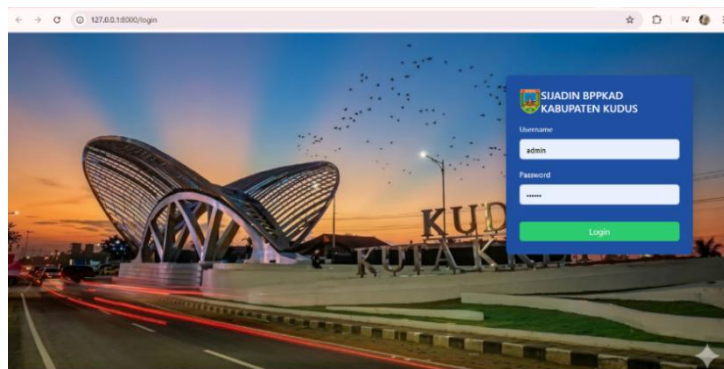 127.0.0.1:8000/login
SIJADIN BPPKAD
KABUPATEN KUDUS
Username
admin
Password
••••••
Login
KUD